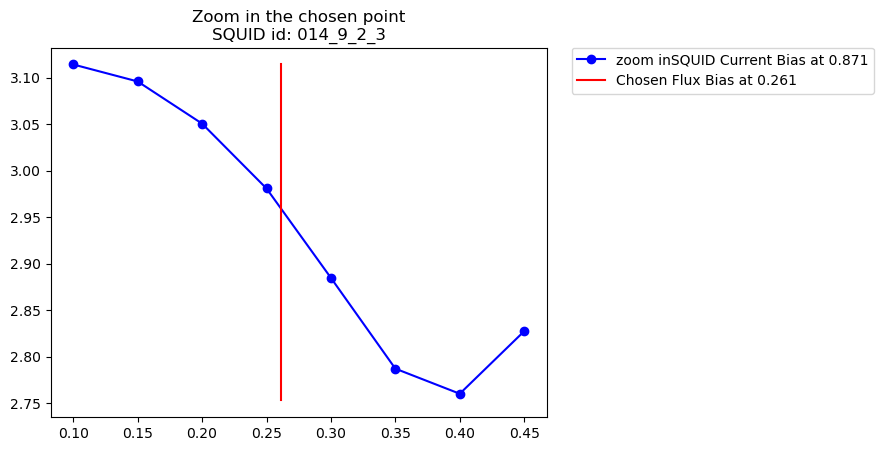 Zoom in the chosen point
SQUID id: 014_9_2_3
zoom inSQUID Current Bias at 0.871
Chosen Flux Bias at 0.261
3.10
3.05
3.00
2.95
2.90
2.85
2.80
2.75
0.10 0.15 0.20 0.25 0.30 0.35 0.40 0.45